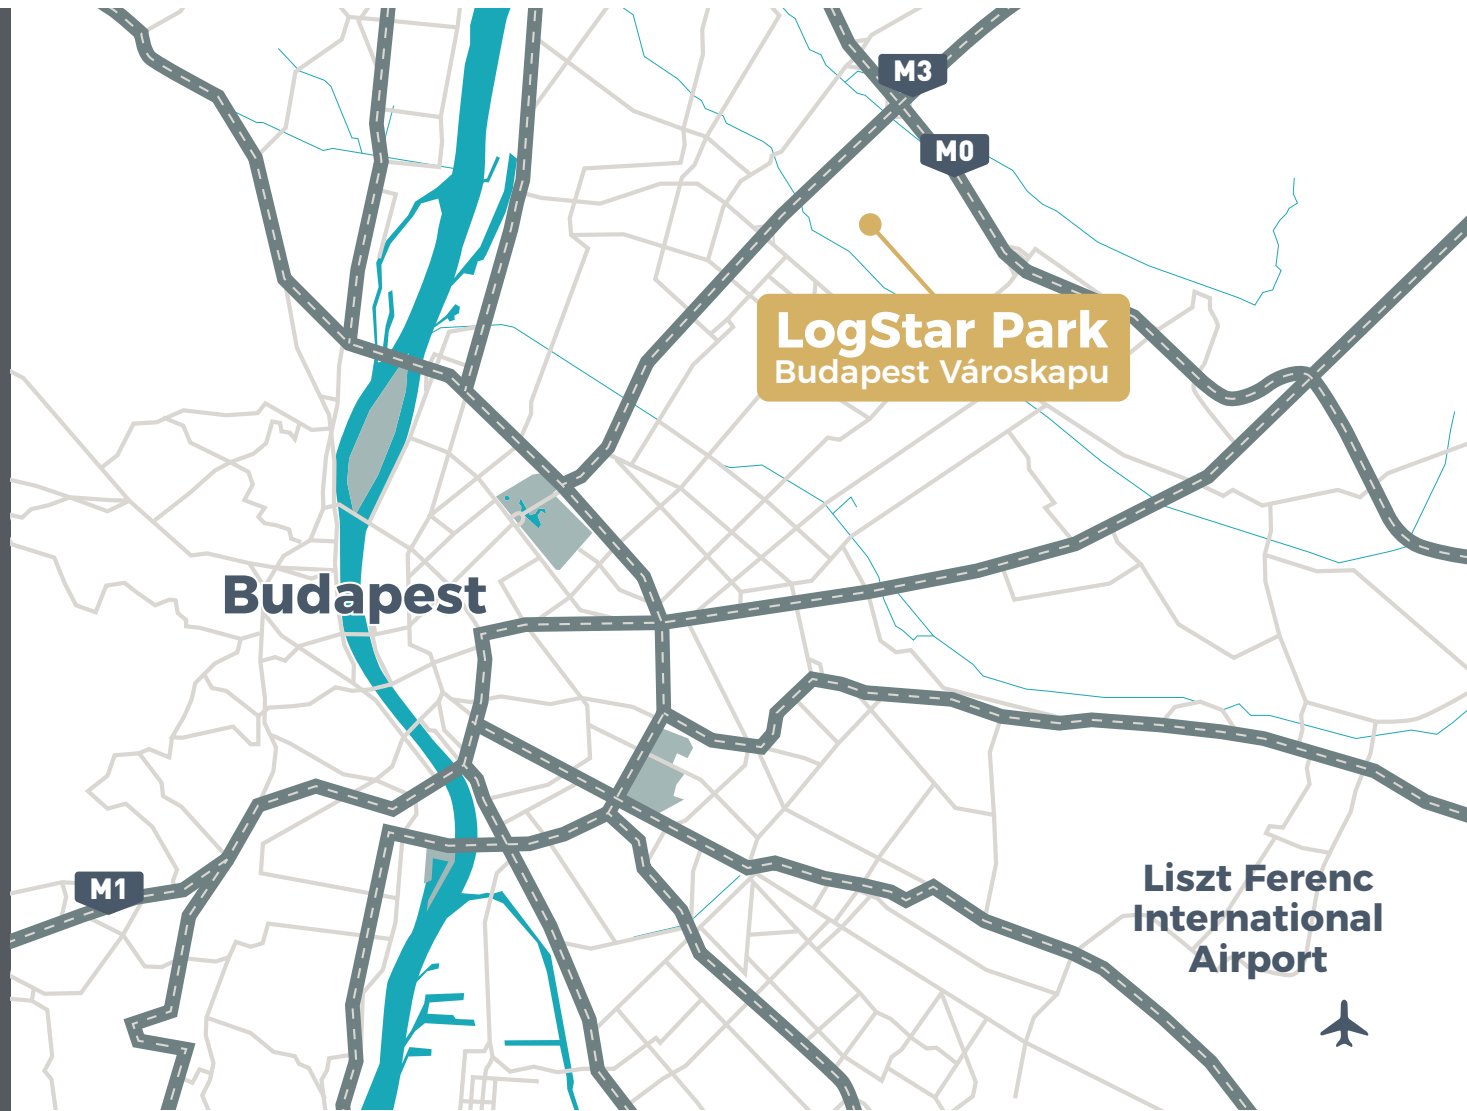 M3
M0
LogStar Park
Budapest Városkapu
Budapest
M1
Liszt Ferenc
International
Airport